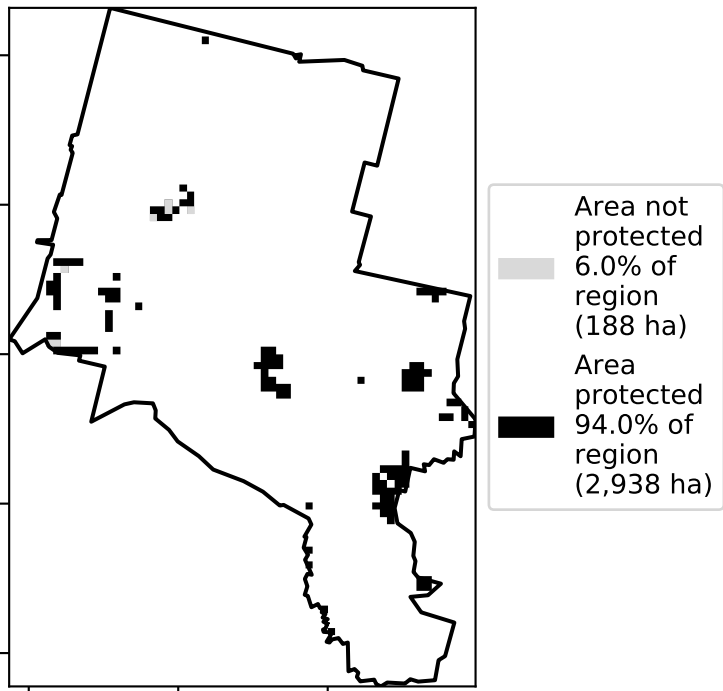 Area not
protected
6.0% of
region
(188 ha)
Area
protected
94.0% of
region
(2,938 ha)